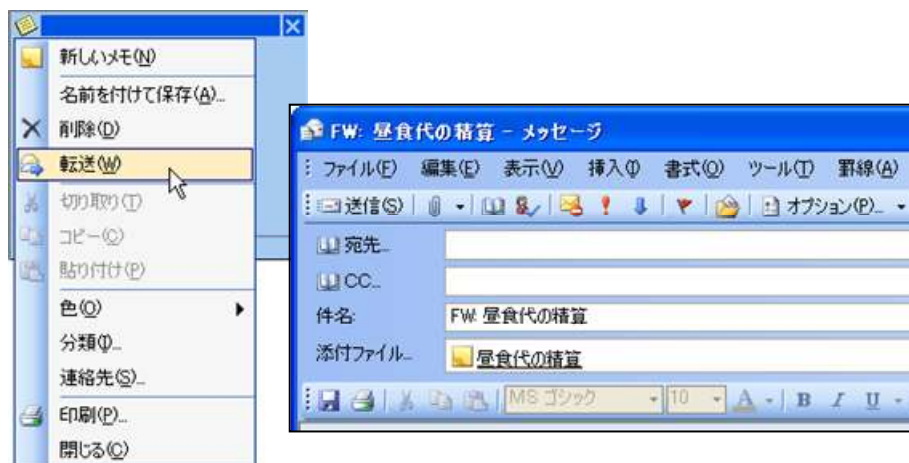 新しいメモ(N)
名前を付けて保存(A)...
削除(D)
転送(W)
切り取り(T)
コピー(C)
貼り付け(P)
色(O)
分類(I)...
連絡先(S)...
印刷(P)...
閉じる(C)
FW: 昼食代の精算 - メッセージ
ファイル(F) 編集(E) 表示(V) 挿入(I) 書式(O) ツール(T) 罫線(A)
送信(S) オプション(P)...
宛先...
CC...
件名: FW: 昼食代の精算
添付ファイル... 昼食代の精算
MS ゴシック 10 A B I U